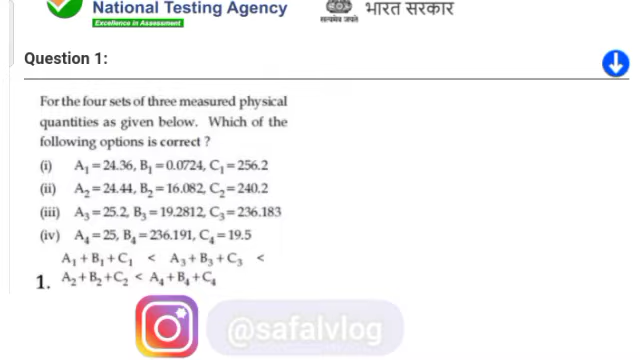 National Testing Agency
Excellence in Assessment
सत्यमेव जयते
भारत सरकार
Question 1:
For the four sets of three measured physical
quantities as given below. Which of the
following options is correct ?
(i) A₁ = 24.36, B₁ = 0.0724, C₁ = 256.2
(ii) A₂ = 24.44, B₂ = 16.082, C₂ = 240.2
(iii) A₃ = 25.2, B₃ = 19.2812, C₃ = 236.183
(iv) A₄ = 25, B₄ = 236.191, C₄ = 19.5
A₁ + B₁ + C₁ < A₃ + B₃ + C₃ <
1. A₂ + B₂ + C₂ < A₄ + B₄ + C₄
@safalvlog